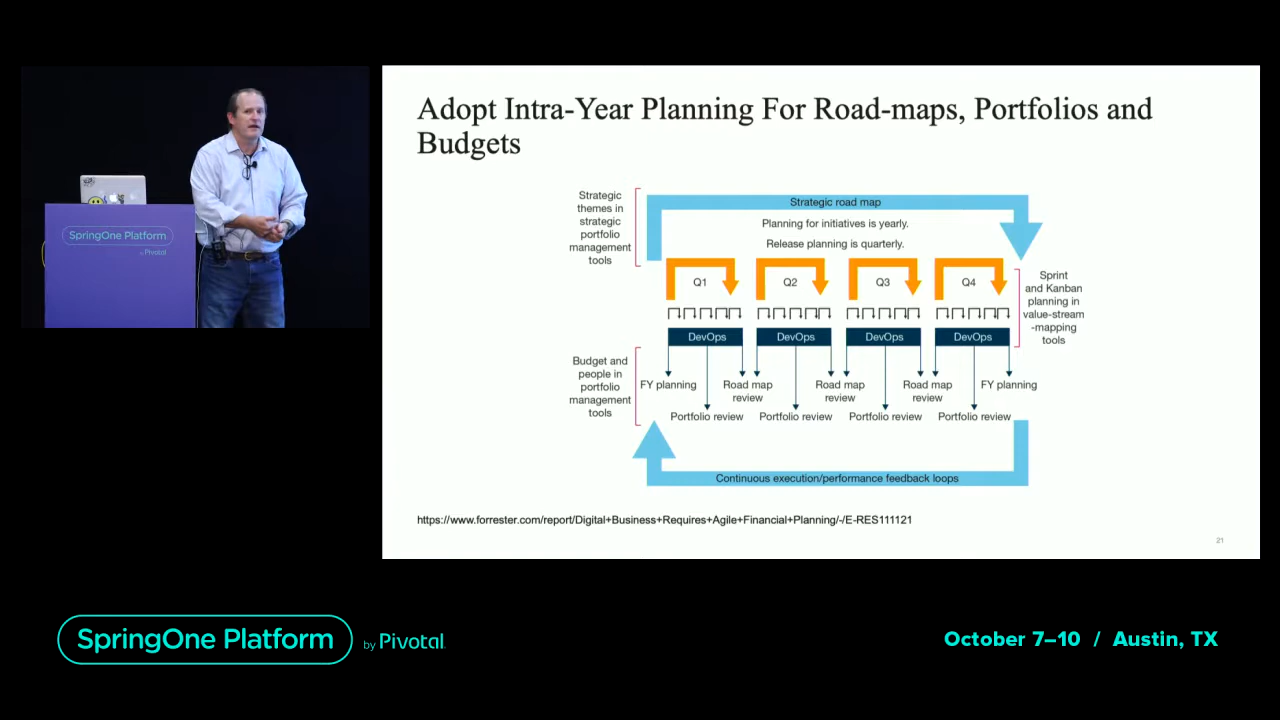 SpringOne Platform
by Pivotal
Adopt Intra-Year Planning For Road-maps, Portfolios and
Budgets
Strategic
themes in
strategic
portfolio
management
tools
Strategic road map
Planning for initiatives is yearly.
Release planning is quarterly.
Q1
Q2
Q3
Q4
Sprint
and Kanban
planning in
value-stream
-mapping
tools
DevOps
DevOps
DevOps
DevOps
Budget and
people in
portfolio
management
tools
FY planning
Road map
review
Road map
review
Road map
review
FY planning
Portfolio review
Portfolio review
Portfolio review
Portfolio review
Continuous execution/performance feedback loops
https://www.forrester.com/report/Digital+Business+Requires+Agile+Financial+Planning/-/E-RES111121
21
SpringOne Platform by Pivotal.
October 7–10 / Austin, TX